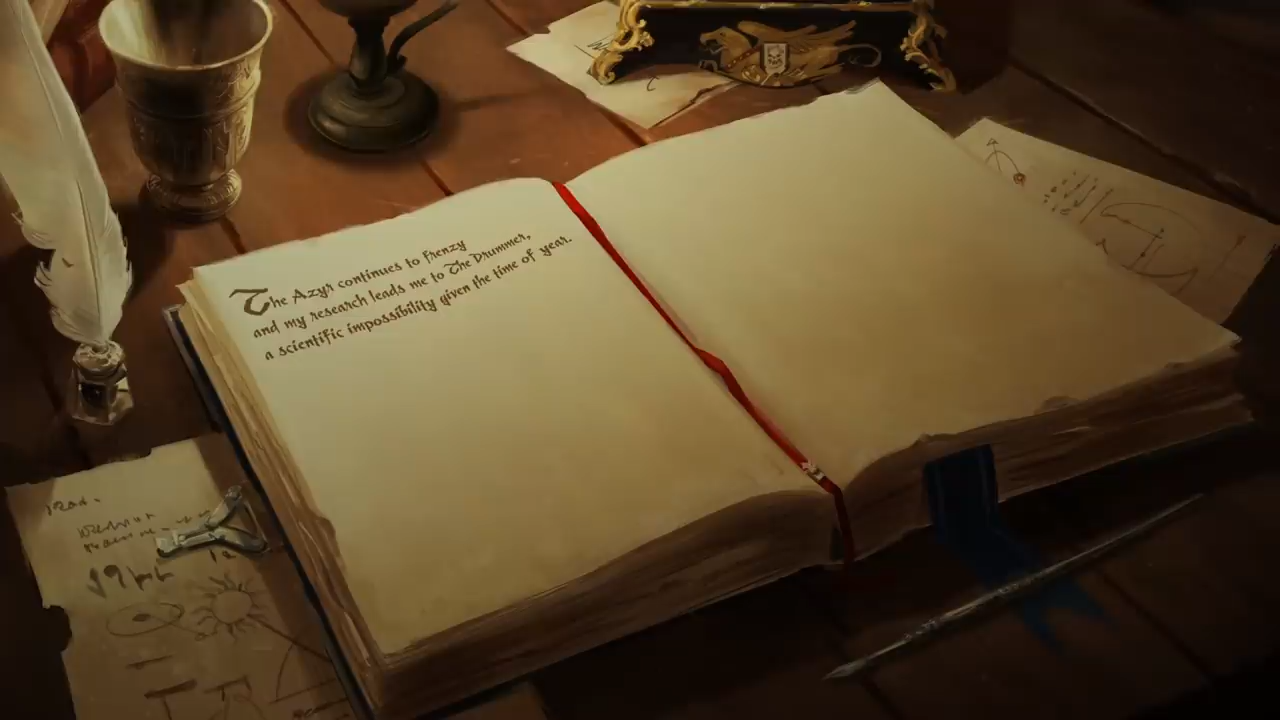 The Azyr continues to frenzy
and my research leads me to The Drummer,
a scientific impossibility given the time of year.